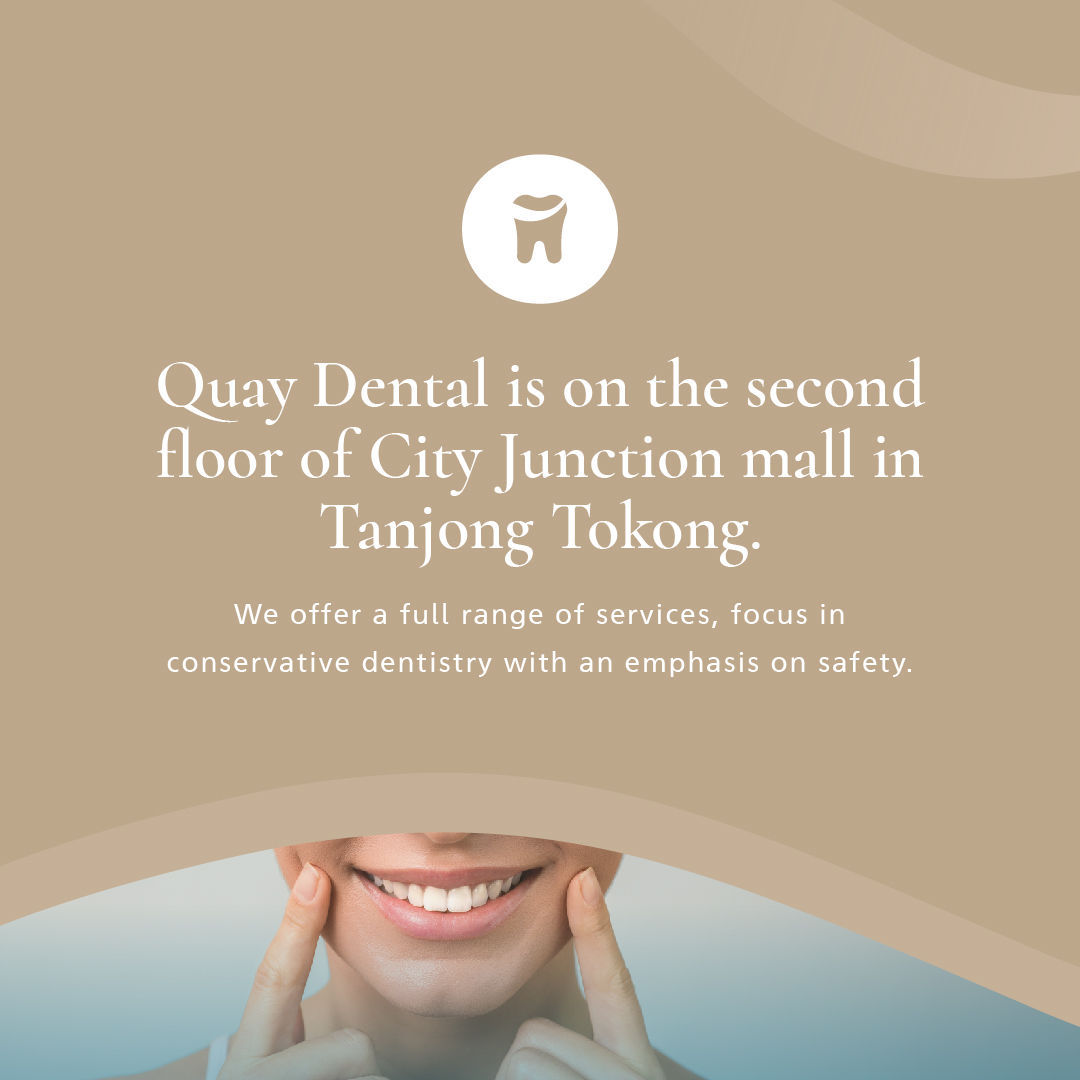 Quay Dental is on the second
floor of City Junction mall in
Tanjong Tokong.
We offer a full range of services, focus in
conservative dentistry with an emphasis on safety.